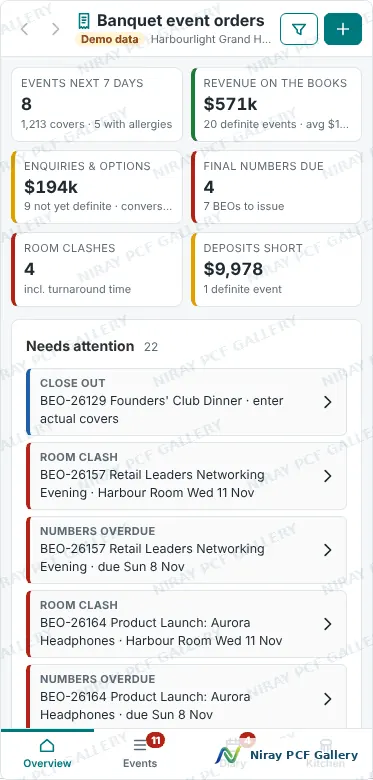 Banquet event orders
Demo data Harbourlight Grand H...
EVENTS NEXT 7 DAYS
8
1,213 covers · 5 with allergies
REVENUE ON THE BOOKS
$571k
20 definite events · avg $1...
ENQUIRIES & OPTIONS
$194k
9 not yet definite · convers...
FINAL NUMBERS DUE
4
7 BEOs to issue
ROOM CLASHES
4
incl. turnaround time
DEPOSITS SHORT
$9,978
1 definite event
Needs attention 22
CLOSE OUT
BEO-26129 Founders' Club Dinner · enter
actual covers
ROOM CLASH
BEO-26157 Retail Leaders Networking
Evening · Harbour Room Wed 11 Nov
NUMBERS OVERDUE
BEO-26157 Retail Leaders Networking
Evening · due Sun 8 Nov
ROOM CLASH
BEO-26164 Product Launch: Aurora
Headphones · Harbour Room Wed 11 Nov
NUMBERS OVERDUE
BEO-26164 Product Launch: Aurora
Headphones · due Sun 8 Nov
Overview
11
Events
4
Diary
Kitchen
Niray PCF Gallery
NIRAY PCF GALLERY